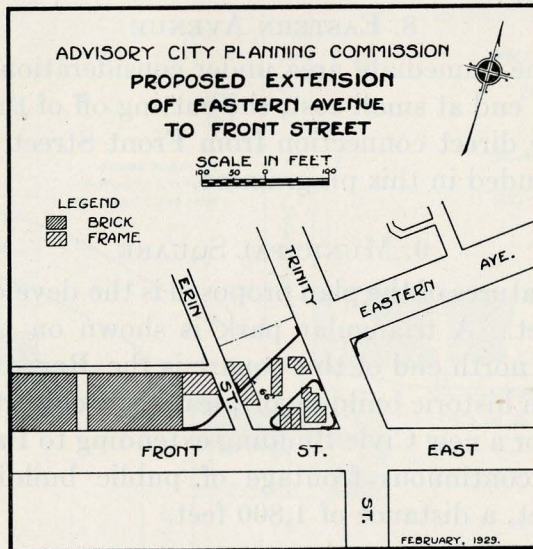 ADVISORY CITY PLANNING COMMISSION
PROPOSED EXTENSION
OF EASTERN AVENUE
TO FRONT STREET
SCALE IN FEET
100 50 0 100
LEGEND
BRICK
FRAME
ERIN ST.
TRINITY
EASTERN AVE.
66'
FRONT ST. EAST
ST.
FEBRUARY, 1929.